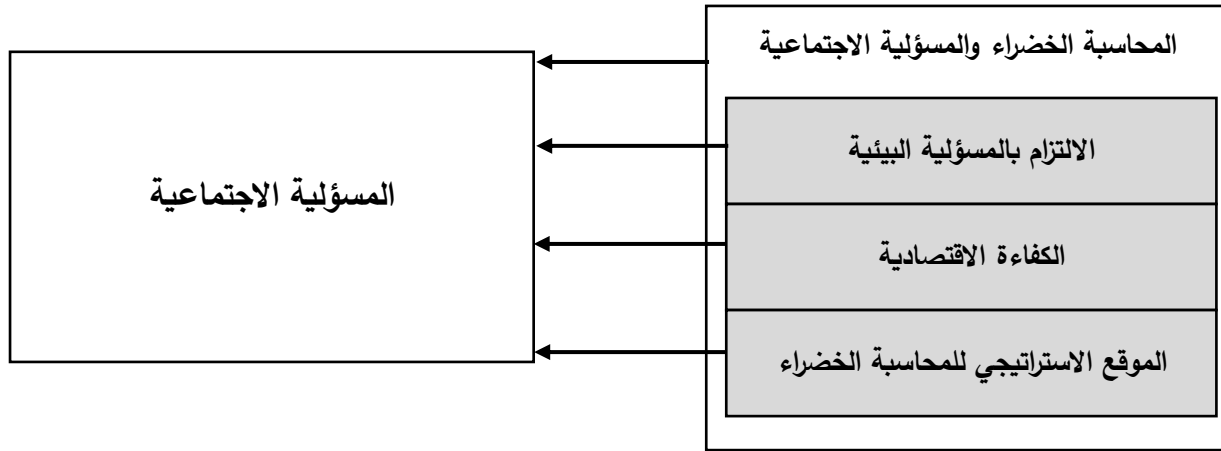 المحاسبة الخضراء والمسؤلية الاجتماعية
الالتزام بالمسؤلية البيئية
الكفاءة الاقتصادية
الموقع الاستراتيجي للمحاسبة الخضراء
المسؤلية الاجتماعية